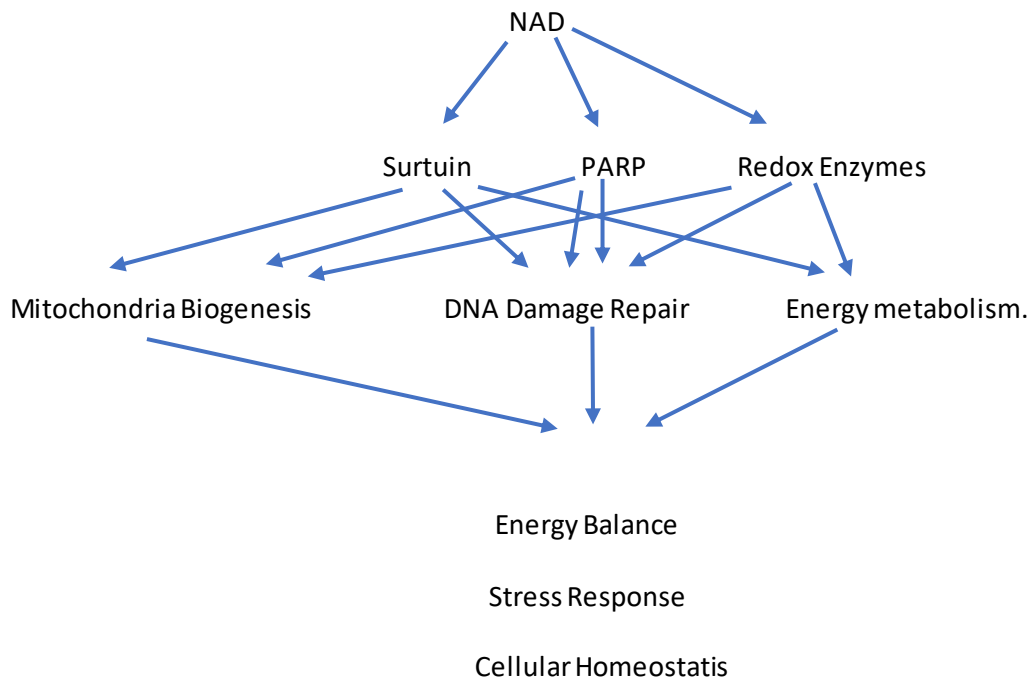 NAD
Surtuin PARP Redox Enzymes
Mitochondria Biogenesis DNA Damage Repair Energy metabolism.
Energy Balance
Stress Response
Cellular Homeostatis